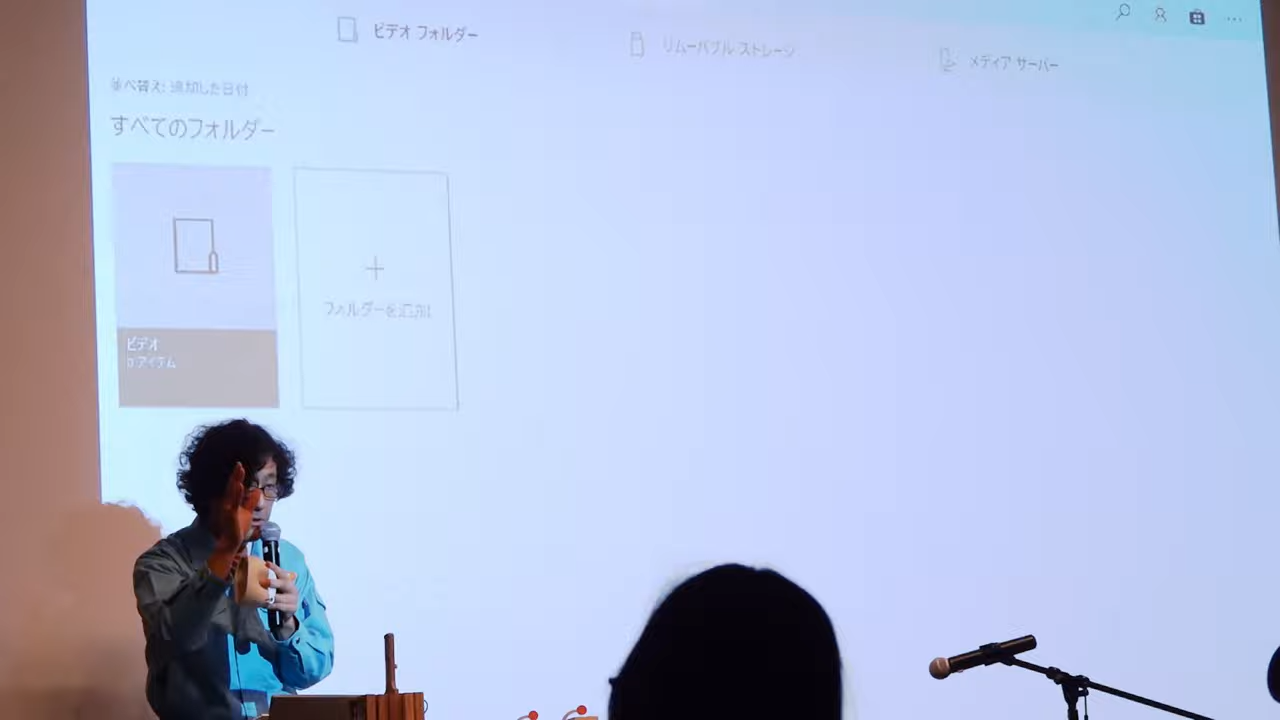 ビデオ フォルダー
リムーバブル ストレージ
メディア サーバー
並べ替え: 追加した日付
すべてのフォルダー
ビデオ
0 アイテム
フォルダーを追加